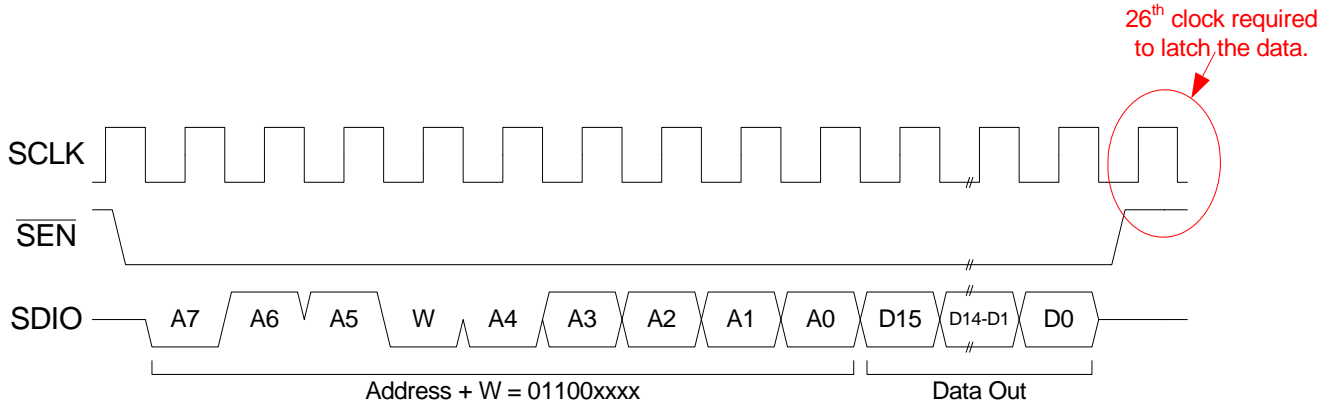 26th clock required
to latch the data.
SCLK
SEN
SDIO
A7 A6 A5 W A4 A3 A2 A1 A0 D15 D14-D1 D0
Address + W = 01100xxxx
Data Out